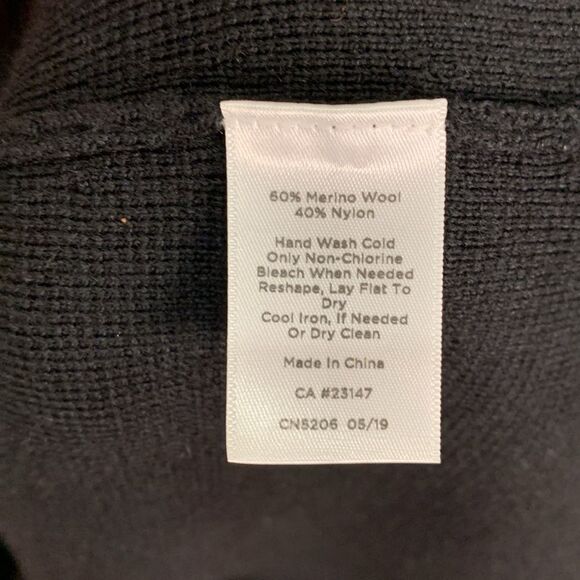 60% Merino Wool
40% Nylon
Hand Wash Cold
Only Non-Chlorine
Bleach When Needed
Reshape, Lay Flat To
Dry
Cool Iron, If Needed
Or Dry Clean
Made In China
CA #23147
CN5206 05/19